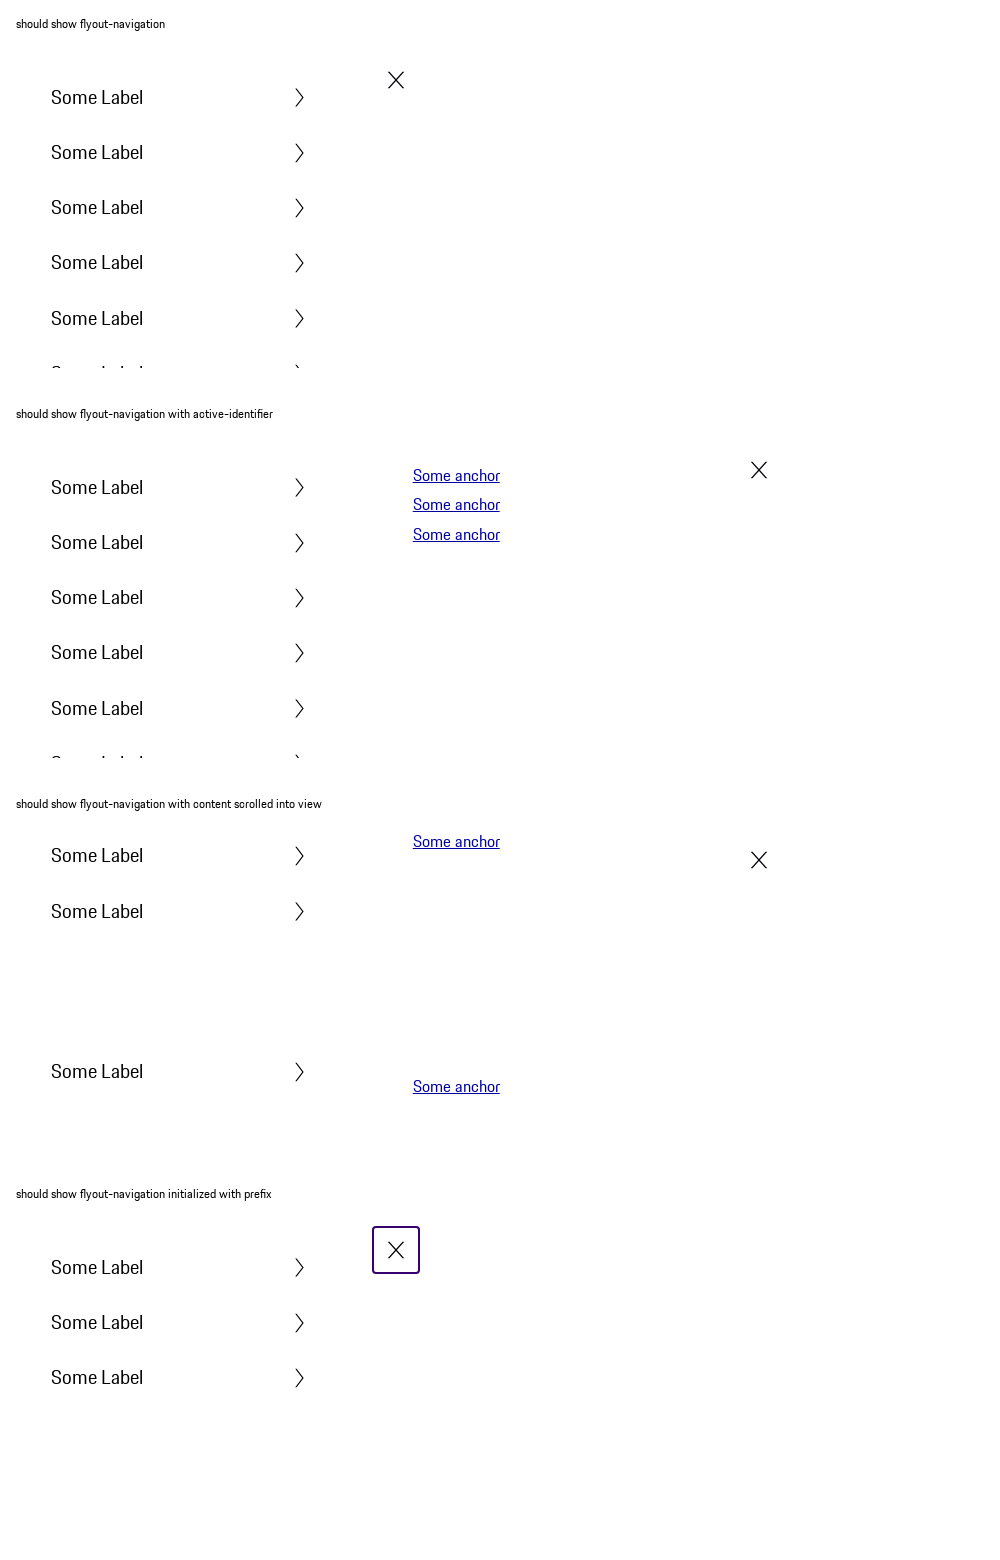 should show flyout-navigation
Some Label
Some Label
Some Label
Some Label
Some Label
should show flyout-navigation with active-identifier
Some Label
Some anchor
Some anchor
Some anchor
Some Label
Some Label
Some Label
Some Label
should show flyout-navigation with content scrolled into view
Some Label
Some anchor
Some Label
Some Label
Some anchor
should show flyout-navigation initialized with prefix
Some Label
Some Label
Some Label